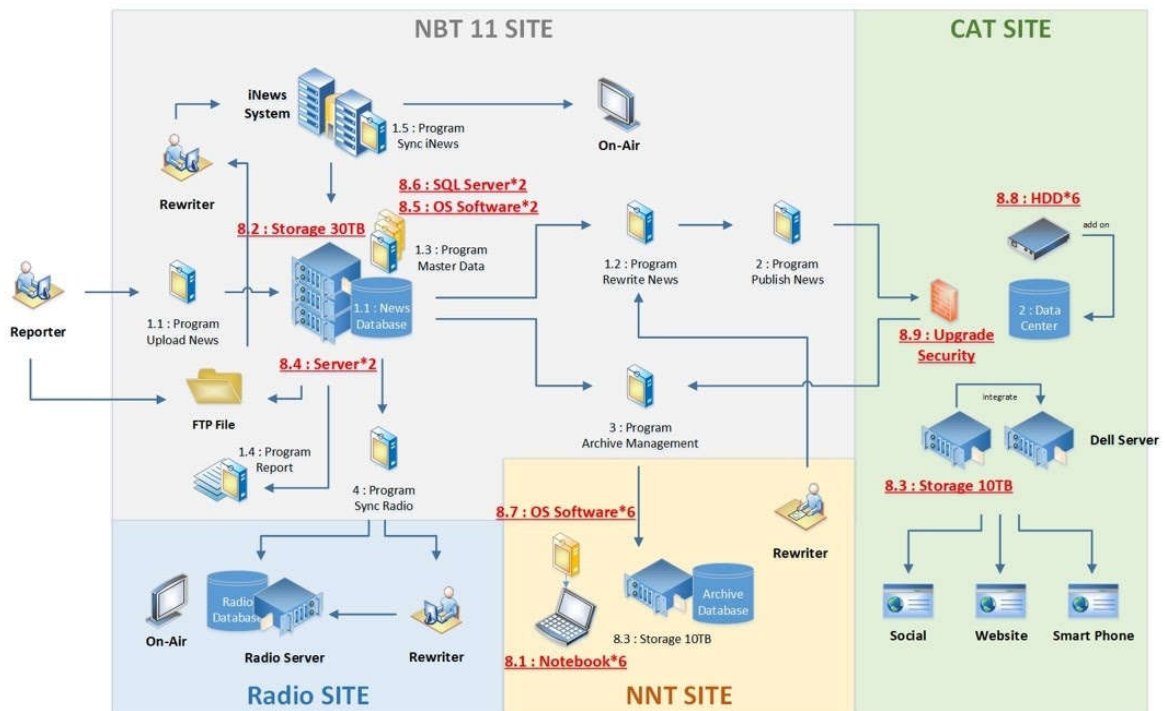 NBT 11 SITE
CAT SITE
iNews
System
1.5 : Program
Sync iNews
On-Air
Rewriter
8.6 : SQL Server*2
8.5 : OS Software*2
8.2 : Storage 30TB
1.3 : Program
Master Data
1.2 : Program
Rewrite News
2 : Program
Publish News
8.8 : HDD*6
add on
Reporter
1.1 : Program
Upload News
1.1 : News
Database
2 : Data
Center
8.9 : Upgrade
Security
8.4 : Server*2
FTP File
3 : Program
Archive Management
integrate
Dell Server
8.3 : Storage 10TB
1.4 : Program
Report
4 : Program
Sync Radio
8.7 : OS Software*6
Rewriter
Radio
Database
On-Air
Radio Server
Rewriter
Archive
Database
8.3 : Storage 10TB
8.1 : Notebook*6
Social
Website
Smart Phone
Radio SITE
NNT SITE